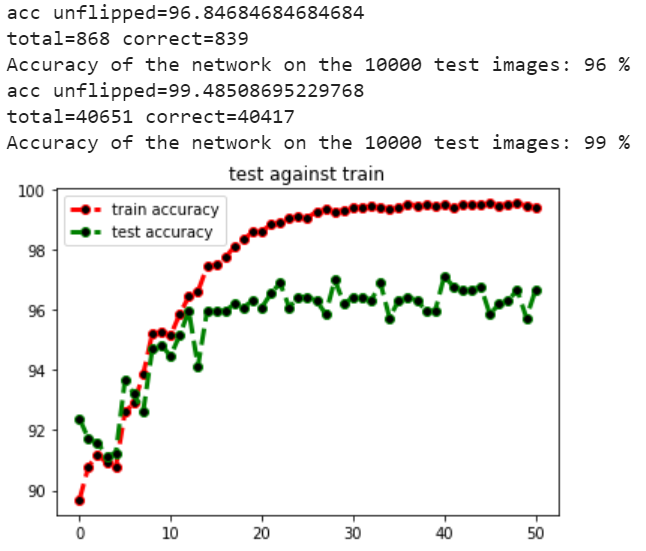 acc unflipped=96.84684684684684
total=868 correct=839
Accuracy of the network on the 10000 test images: 96 %
acc unflipped=99.48508695229768
total=40651 correct=40417
Accuracy of the network on the 10000 test images: 99 %
test against train
100
train accuracy
test accuracy
98
96
94
92
90
0 10 20 30 40 50